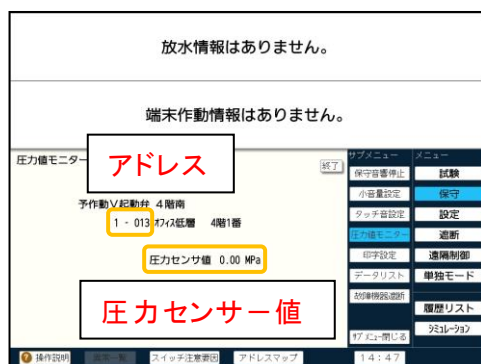 放水情報はありません。
端末作動情報はありません。
圧力値モニター
アドレス
終了
予作動V起動弁 4階南
1 - 013 ｵﾌｨｽ低層 4階1番
圧力センサ値 0.00 MPa
圧力センサー値
サブメニュー
メニュー
保守音響停止
試験
小音量設定
保守
タッチ音設定
設定
圧力値モニター
遮断
印字設定
遠隔制御
データリスト
単独モード
故障機器遮断
履歴リスト
ｻﾌﾞﾒﾆｭｰ閉じる
ｼﾐｭﾚｰｼｮﾝ
? 操作説明
スイッチ注意要因
アドレスマップ
14:47